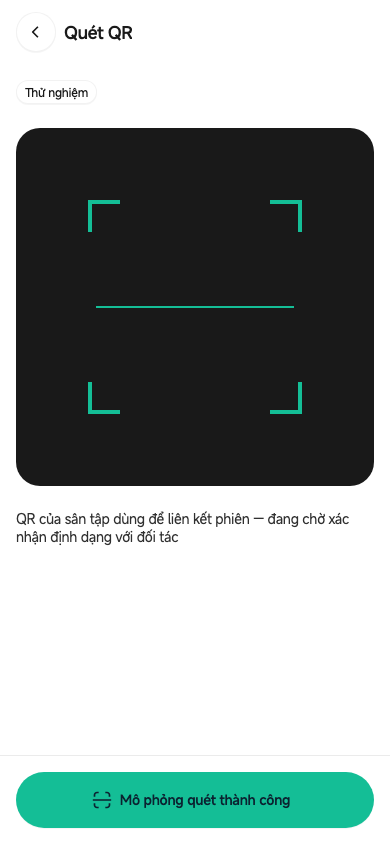 Quét QR
Thử nghiệm
QR của sân tập dùng để liên kết phiên — đang chờ xác
nhận định dạng với đối tác
Mô phỏng quét thành công